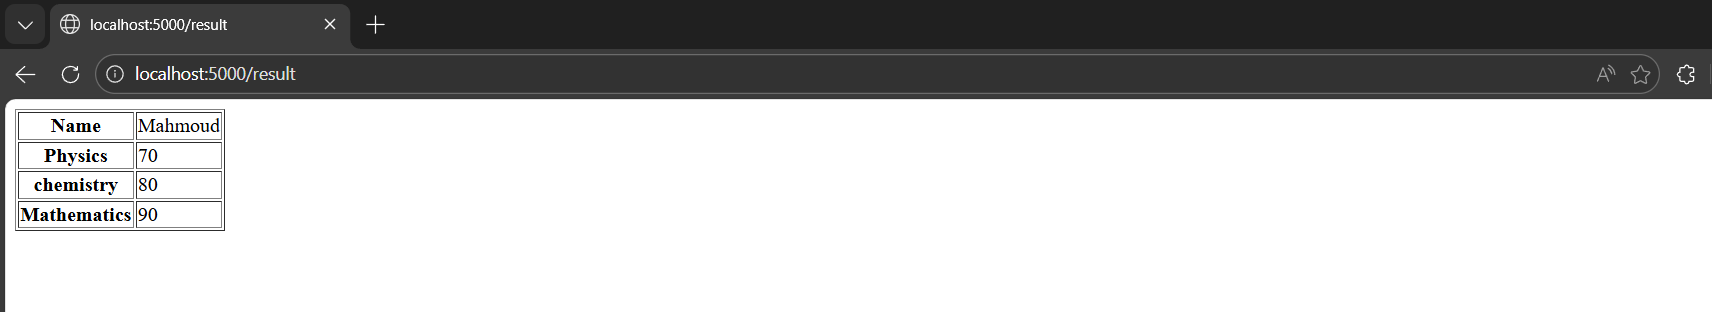 localhost:5000/result
localhost:5000/result
Name Mahmoud
Physics 70
chemistry 80
Mathematics 90